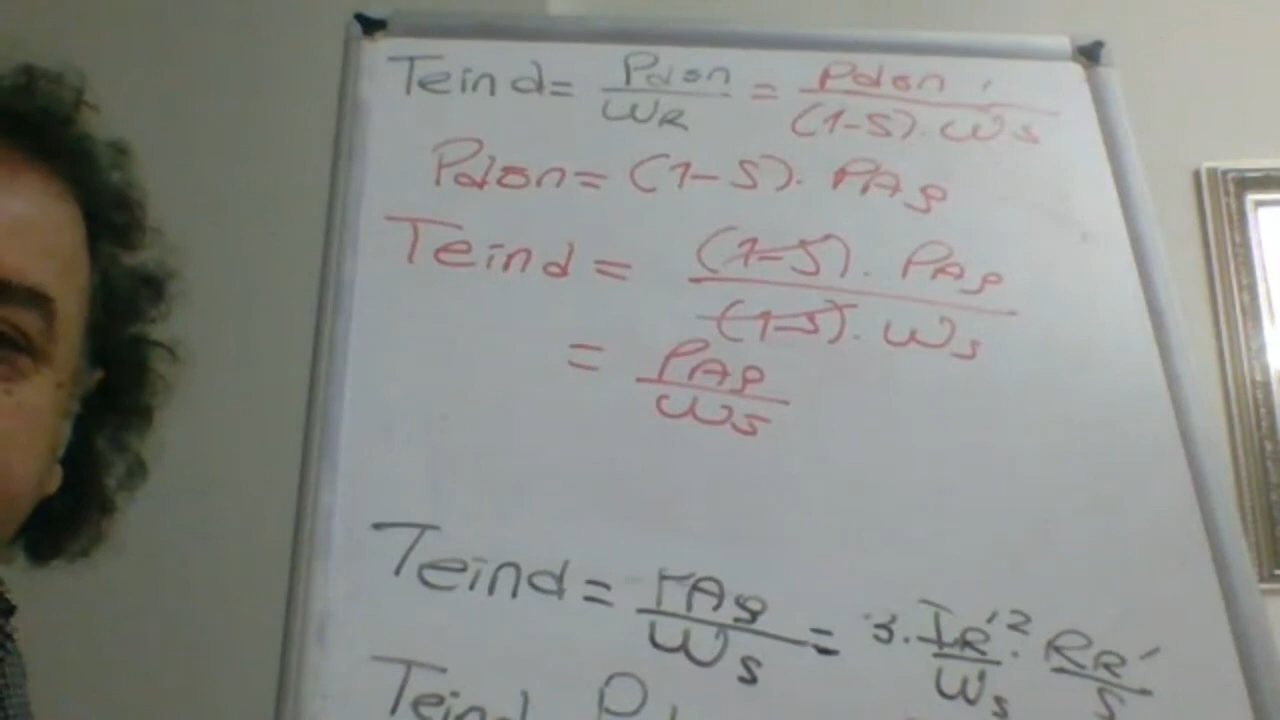 Teind = Pdön / ωR = Pdön / (1-s). ωs
Pdön = (1-s). PAg
Teind = (1-s). PAg / (1-s). ωs
= PAg / ωs
Teind = PAg / ωs = 3. IR'² / ωs . RR' / s
Teind